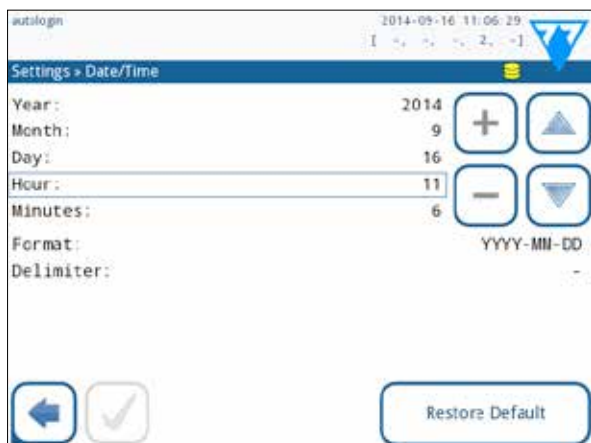 autologin
2014-09-16 11:06:29
[ -, -, -, 2, -]
Settings » Date/Time
Year: 2014
Month: 9
Day: 16
Hour: 11
Minutes: 6
Format: YYYY-MM-DD
Delimiter: -
Restore Default